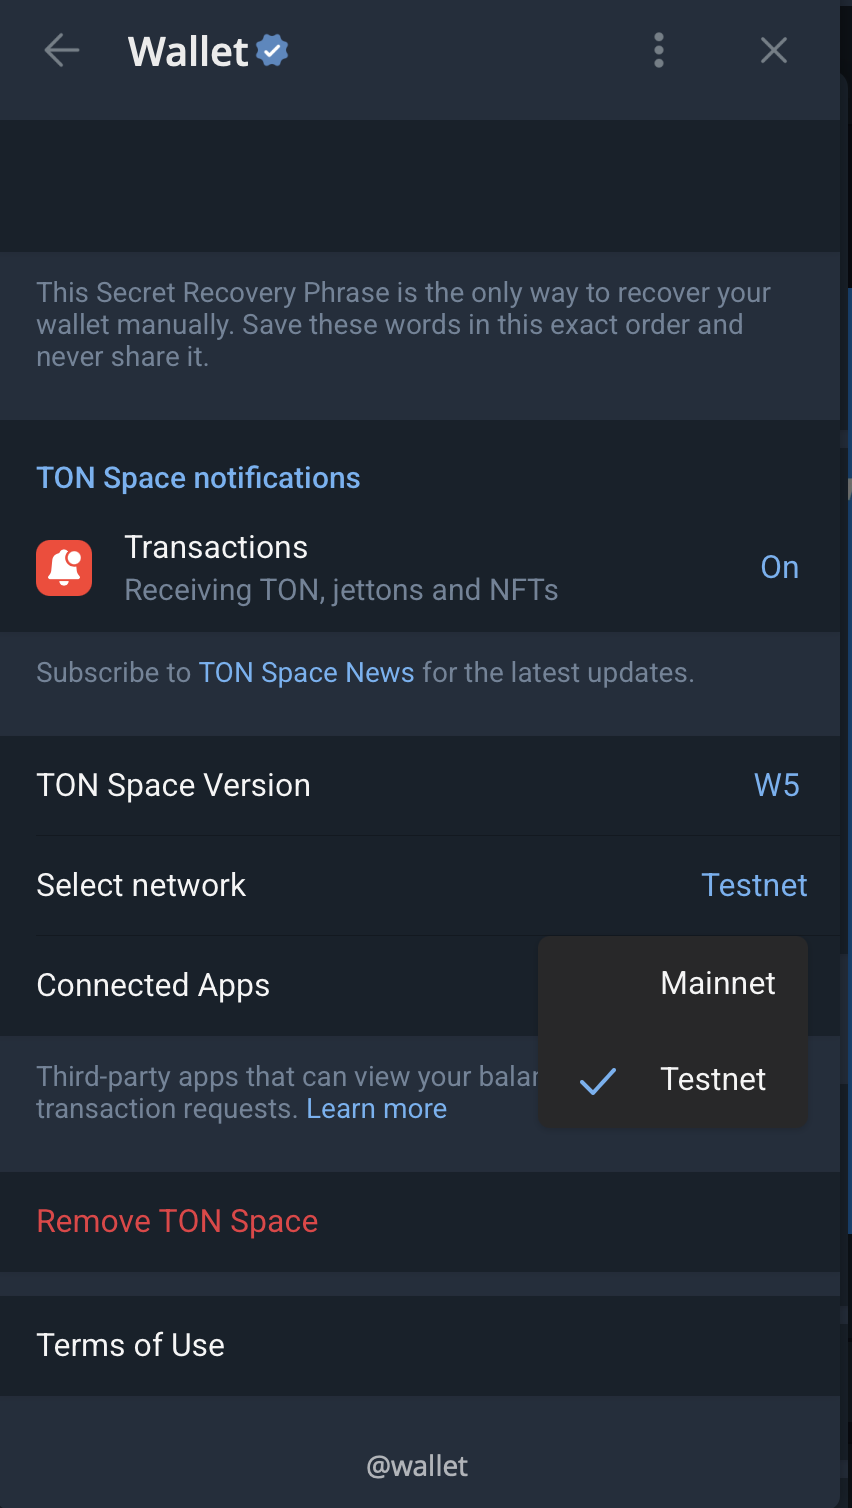 Wallet
This Secret Recovery Phrase is the only way to recover your
wallet manually. Save these words in this exact order and
never share it.
TON Space notifications
Transactions
On
Receiving TON, jettons and NFTs
Subscribe to TON Space News for the latest updates.
TON Space Version W5
Select network Testnet
Connected Apps
Mainnet
Testnet
Third-party apps that can view your
transaction requests. Learn more
Remove TON Space
Terms of Use
@wallet